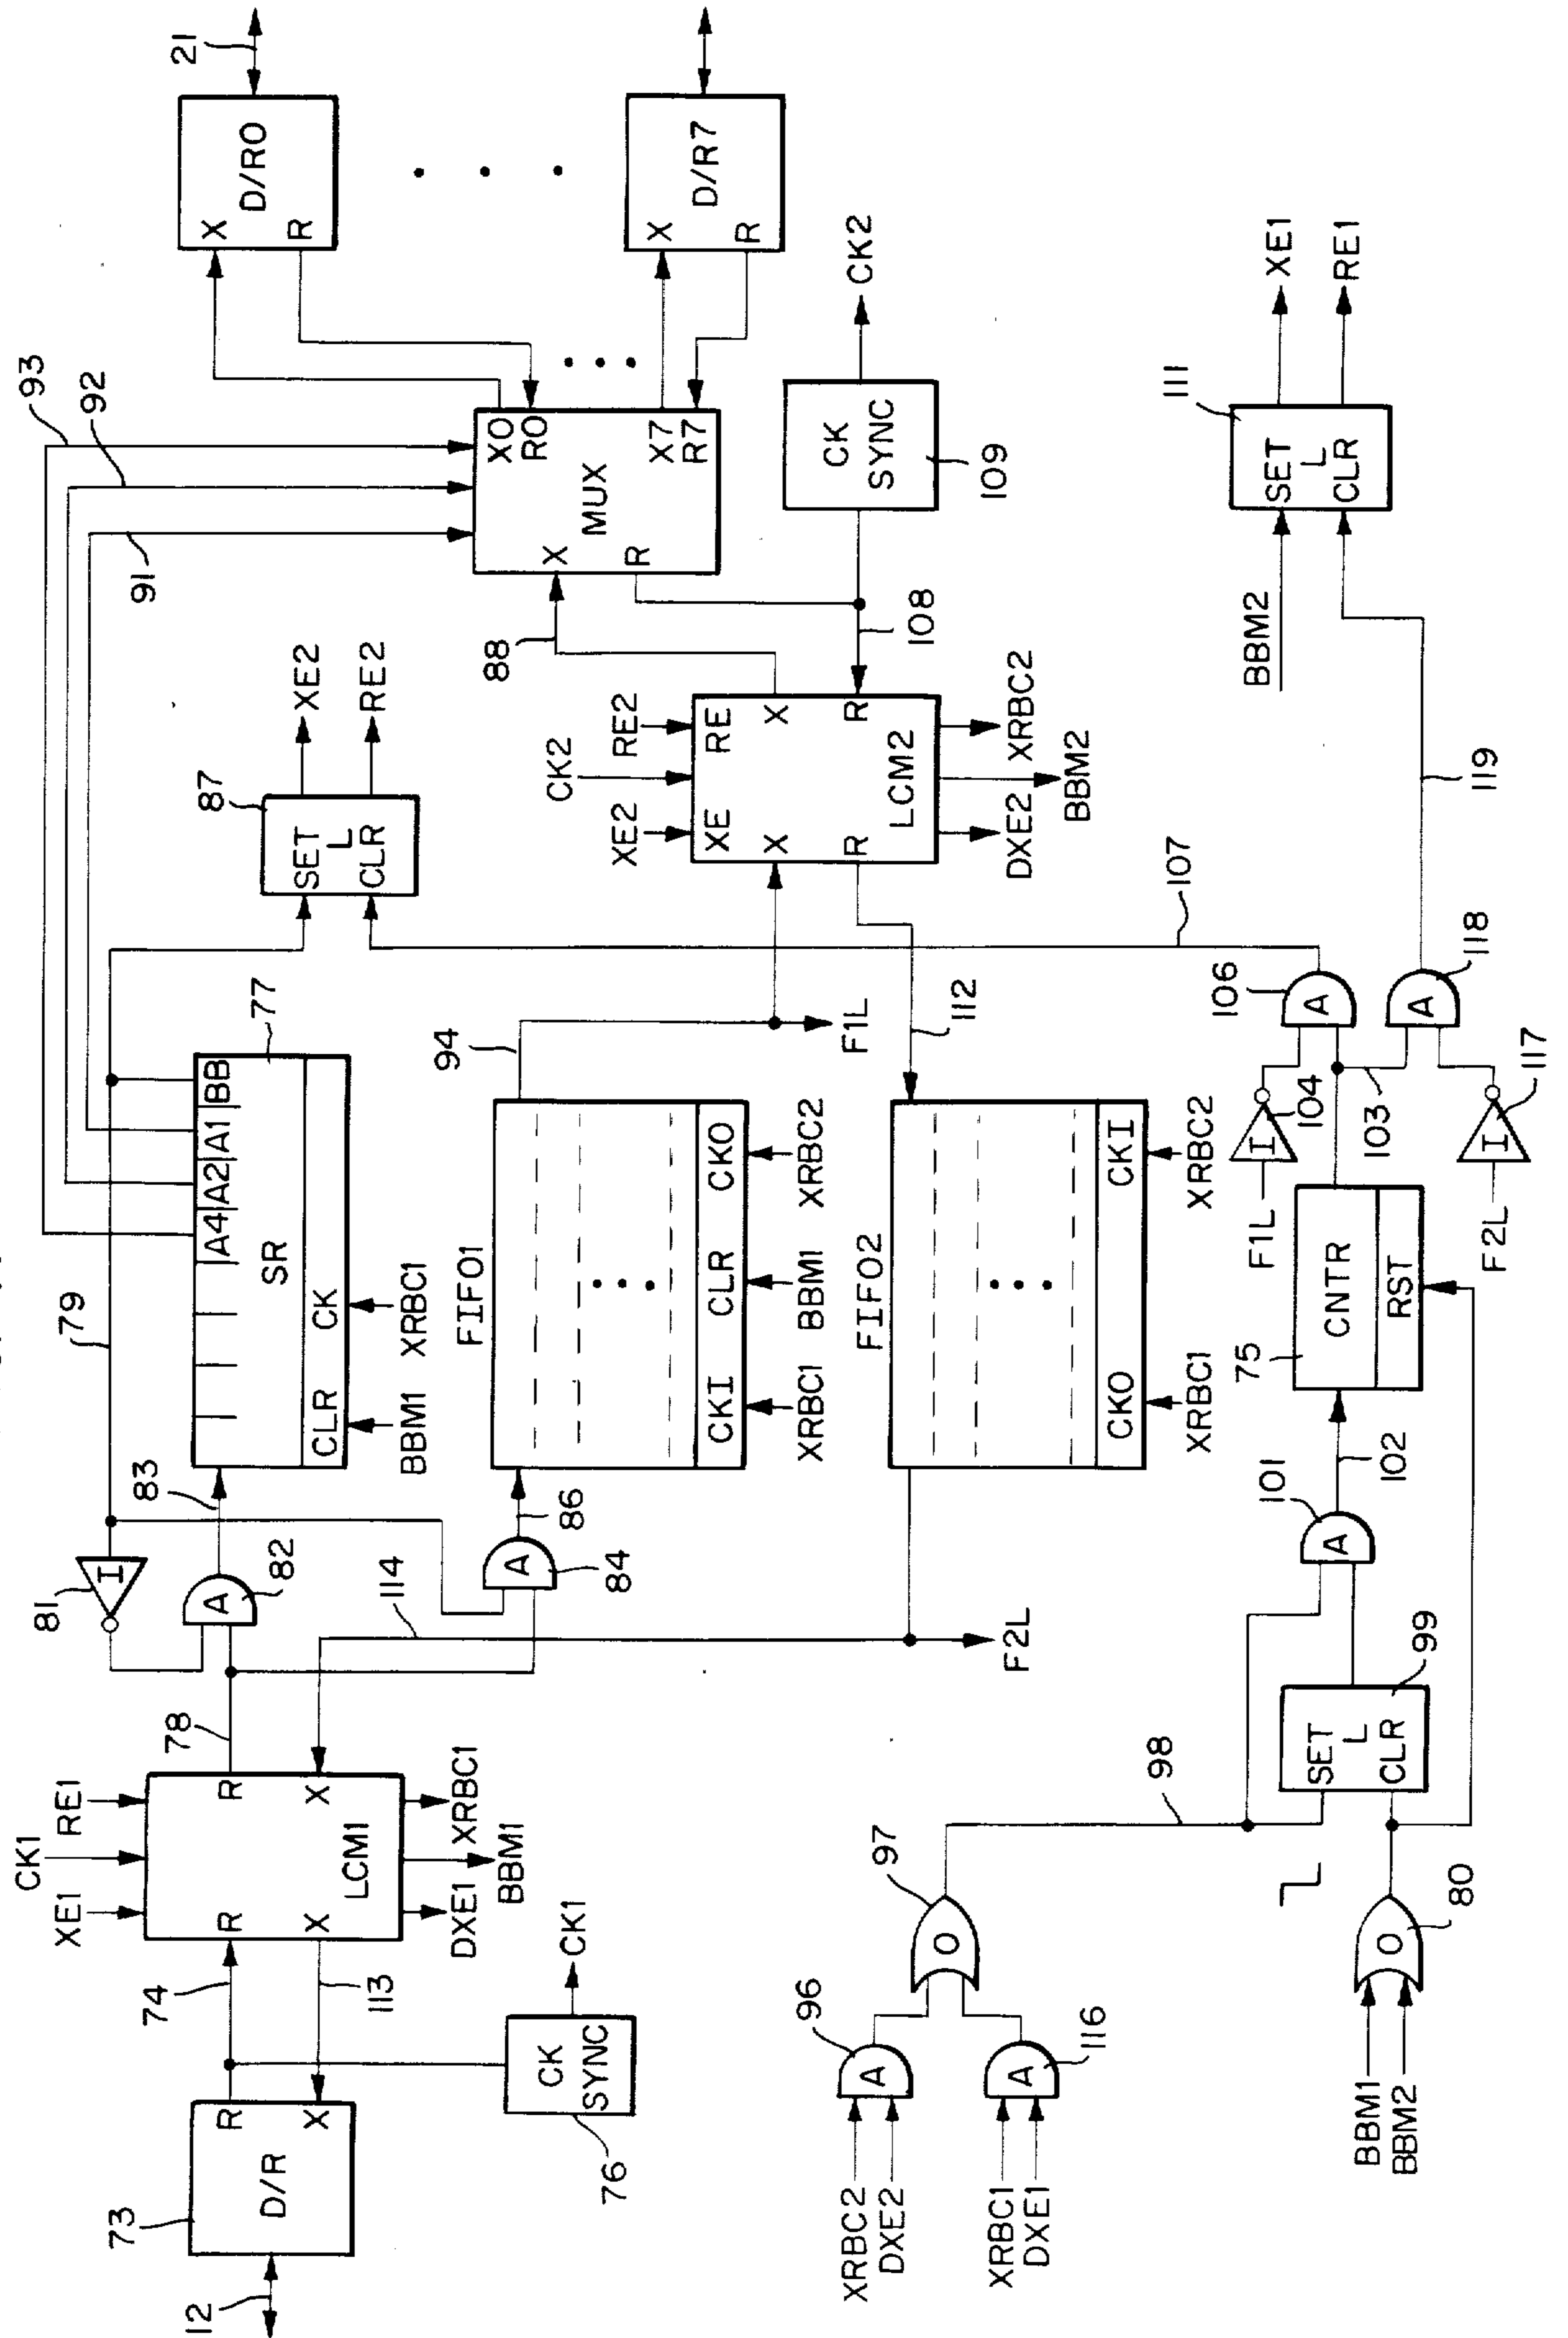 12
73
D/R
R
X
74
113
CK SYNC
76
CK1
XE1
CK1
RE1
R
R
X
X
LCM1
DXE1
BBM1
XRBC1
78
114
81
I
79
A
82
83
A
84
86
SR
A4
A2
A1
BB
CLR
CK
77
BBM1
XRBC1
FIFO1
CKI
CLR
CKO
XRBC1
BBM1
XRBC2
94
F1L
FIFO2
CKO
CKI
XRBC1
XRBC2
112
F2L
87
SET
L
CLR
XE2
RE2
91
92
93
XE2
CK2
RE2
XE
RE
X
X
R
R
LCM2
DXE2
BBM2
XRBC2
88
108
X
R
MUX
X0
R0
X7
R7
CK SYNC
109
CK2
X
R
D/R0
21
X
R
D/R7
XRBC2
DXE2
A
96
XRBC1
DXE1
A
116
O
97
98
BBM1
BBM2
O
80
SET
L
CLR
99
A
101
102
75
CNTR
RST
103
F1L
I
104
F2L
I
117
A
106
A
118
107
119
BBM2
SET
L
CLR
111
XE1
RE1